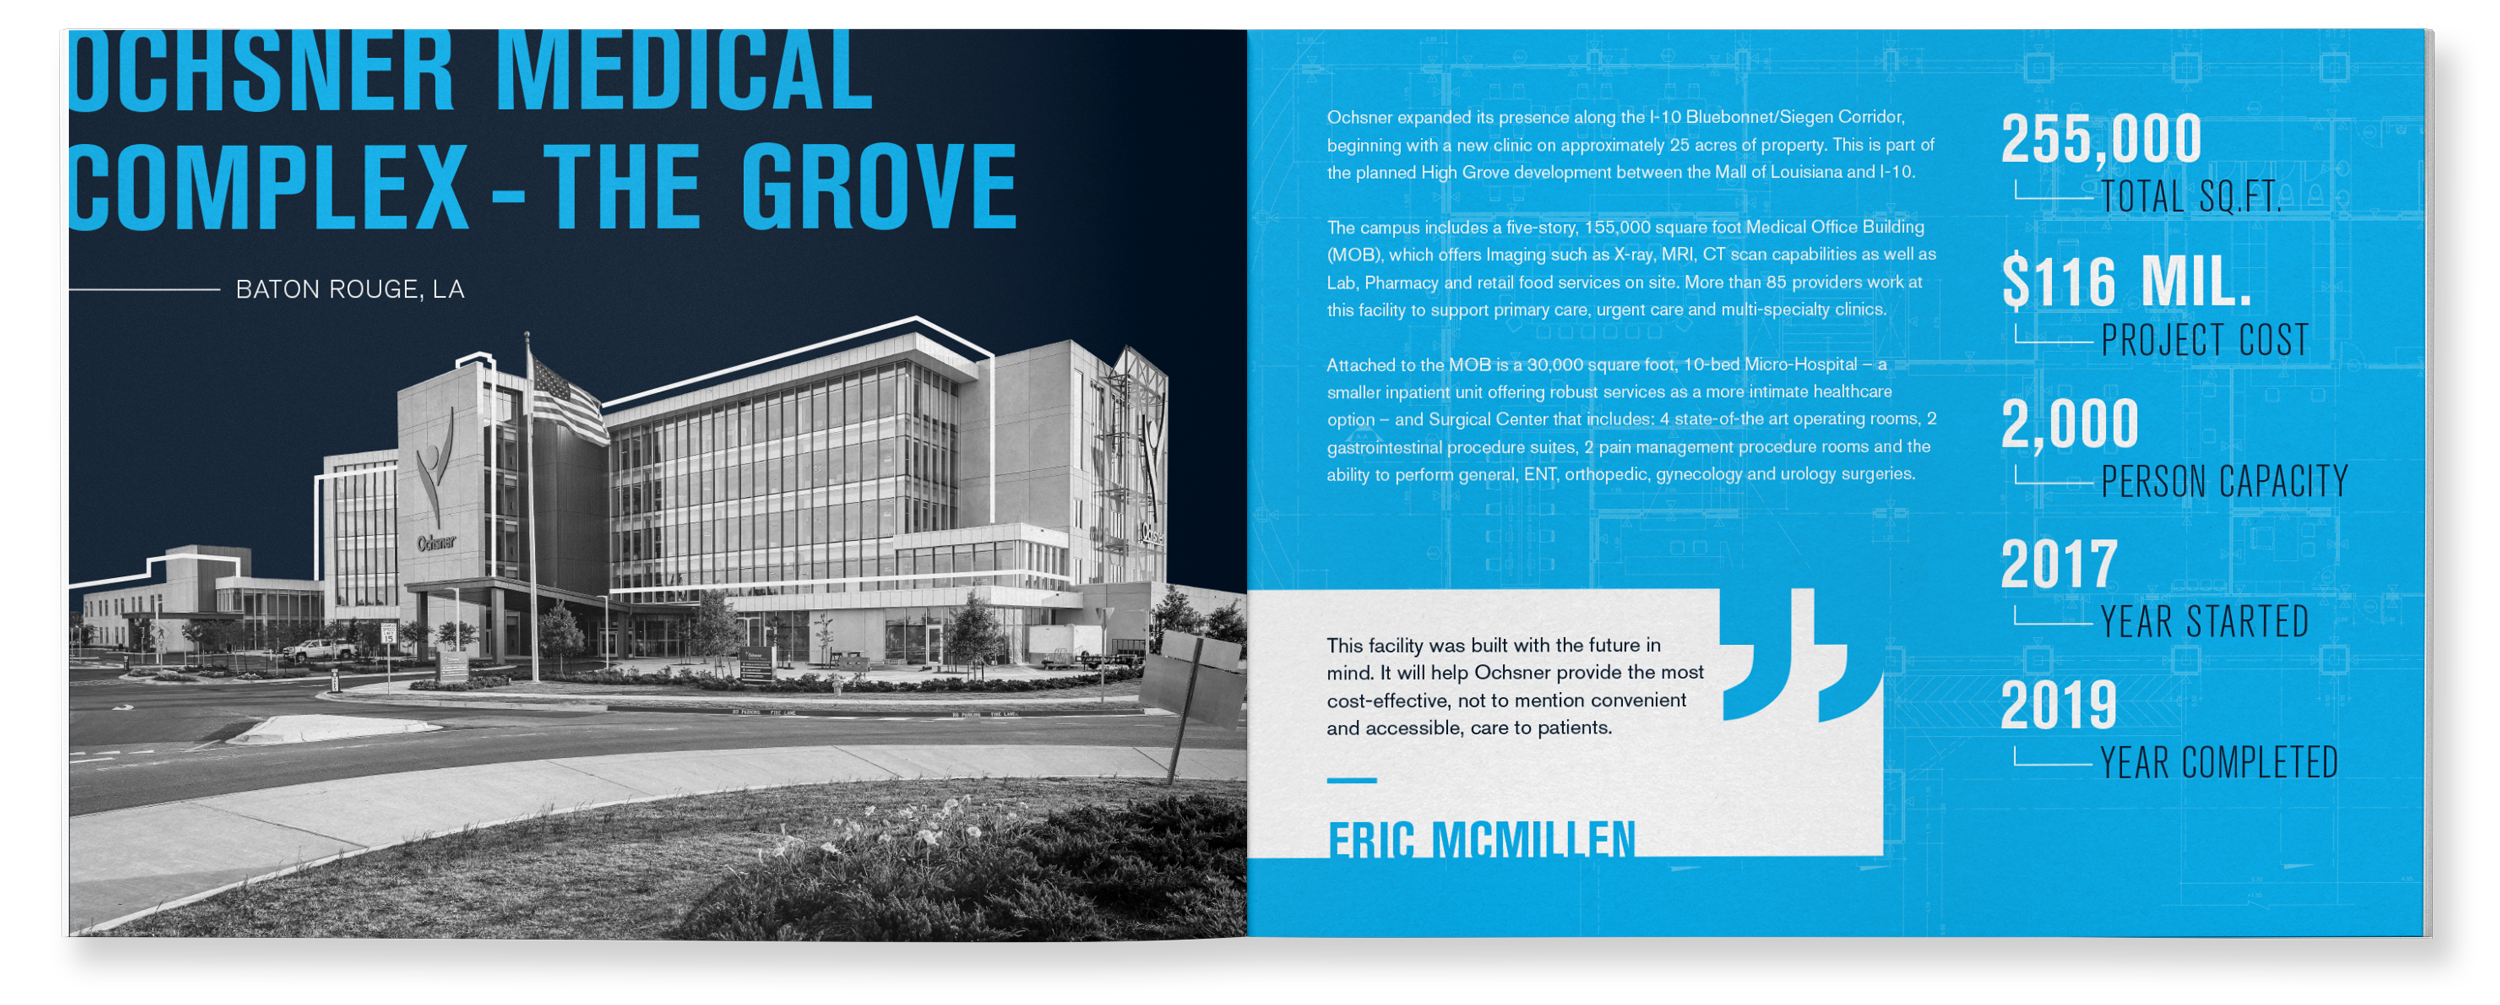 OCHSNER MEDICAL
COMPLEX - THE GROVE
BATON ROUGE, LA
Ochsner
Ochsner expanded its presence along the I-10 Bluebonnet/Siegen Corridor,
beginning with a new clinic on approximately 25 acres of property. This is part of
the planned High Grove development between the Mall of Louisiana and I-10.
The campus includes a five-story, 155,000 square foot Medical Office Building
(MOB), which offers Imaging such as X-ray, MRI, CT scan capabilities as well as
Lab, Pharmacy and retail food services on site. More than 85 providers work at
this facility to support primary care, urgent care and multi-specialty clinics.
Attached to the MOB is a 30,000 square foot, 10-bed Micro-Hospital – a
smaller inpatient unit offering robust services as a more intimate healthcare
option – and Surgical Center that includes: 4 state-of-the art operating rooms, 2
gastrointestinal procedure suites, 2 pain management procedure rooms and the
ability to perform general, ENT, orthopedic, gynecology and urology surgeries.
This facility was built with the future in
mind. It will help Ochsner provide the most
cost-effective, not to mention convenient
and accessible, care to patients.
ERIC MCMILLEN
255,000
TOTAL SQ.FT.
$116 MIL.
PROJECT COST
2,000
PERSON CAPACITY
2017
YEAR STARTED
2019
YEAR COMPLETED